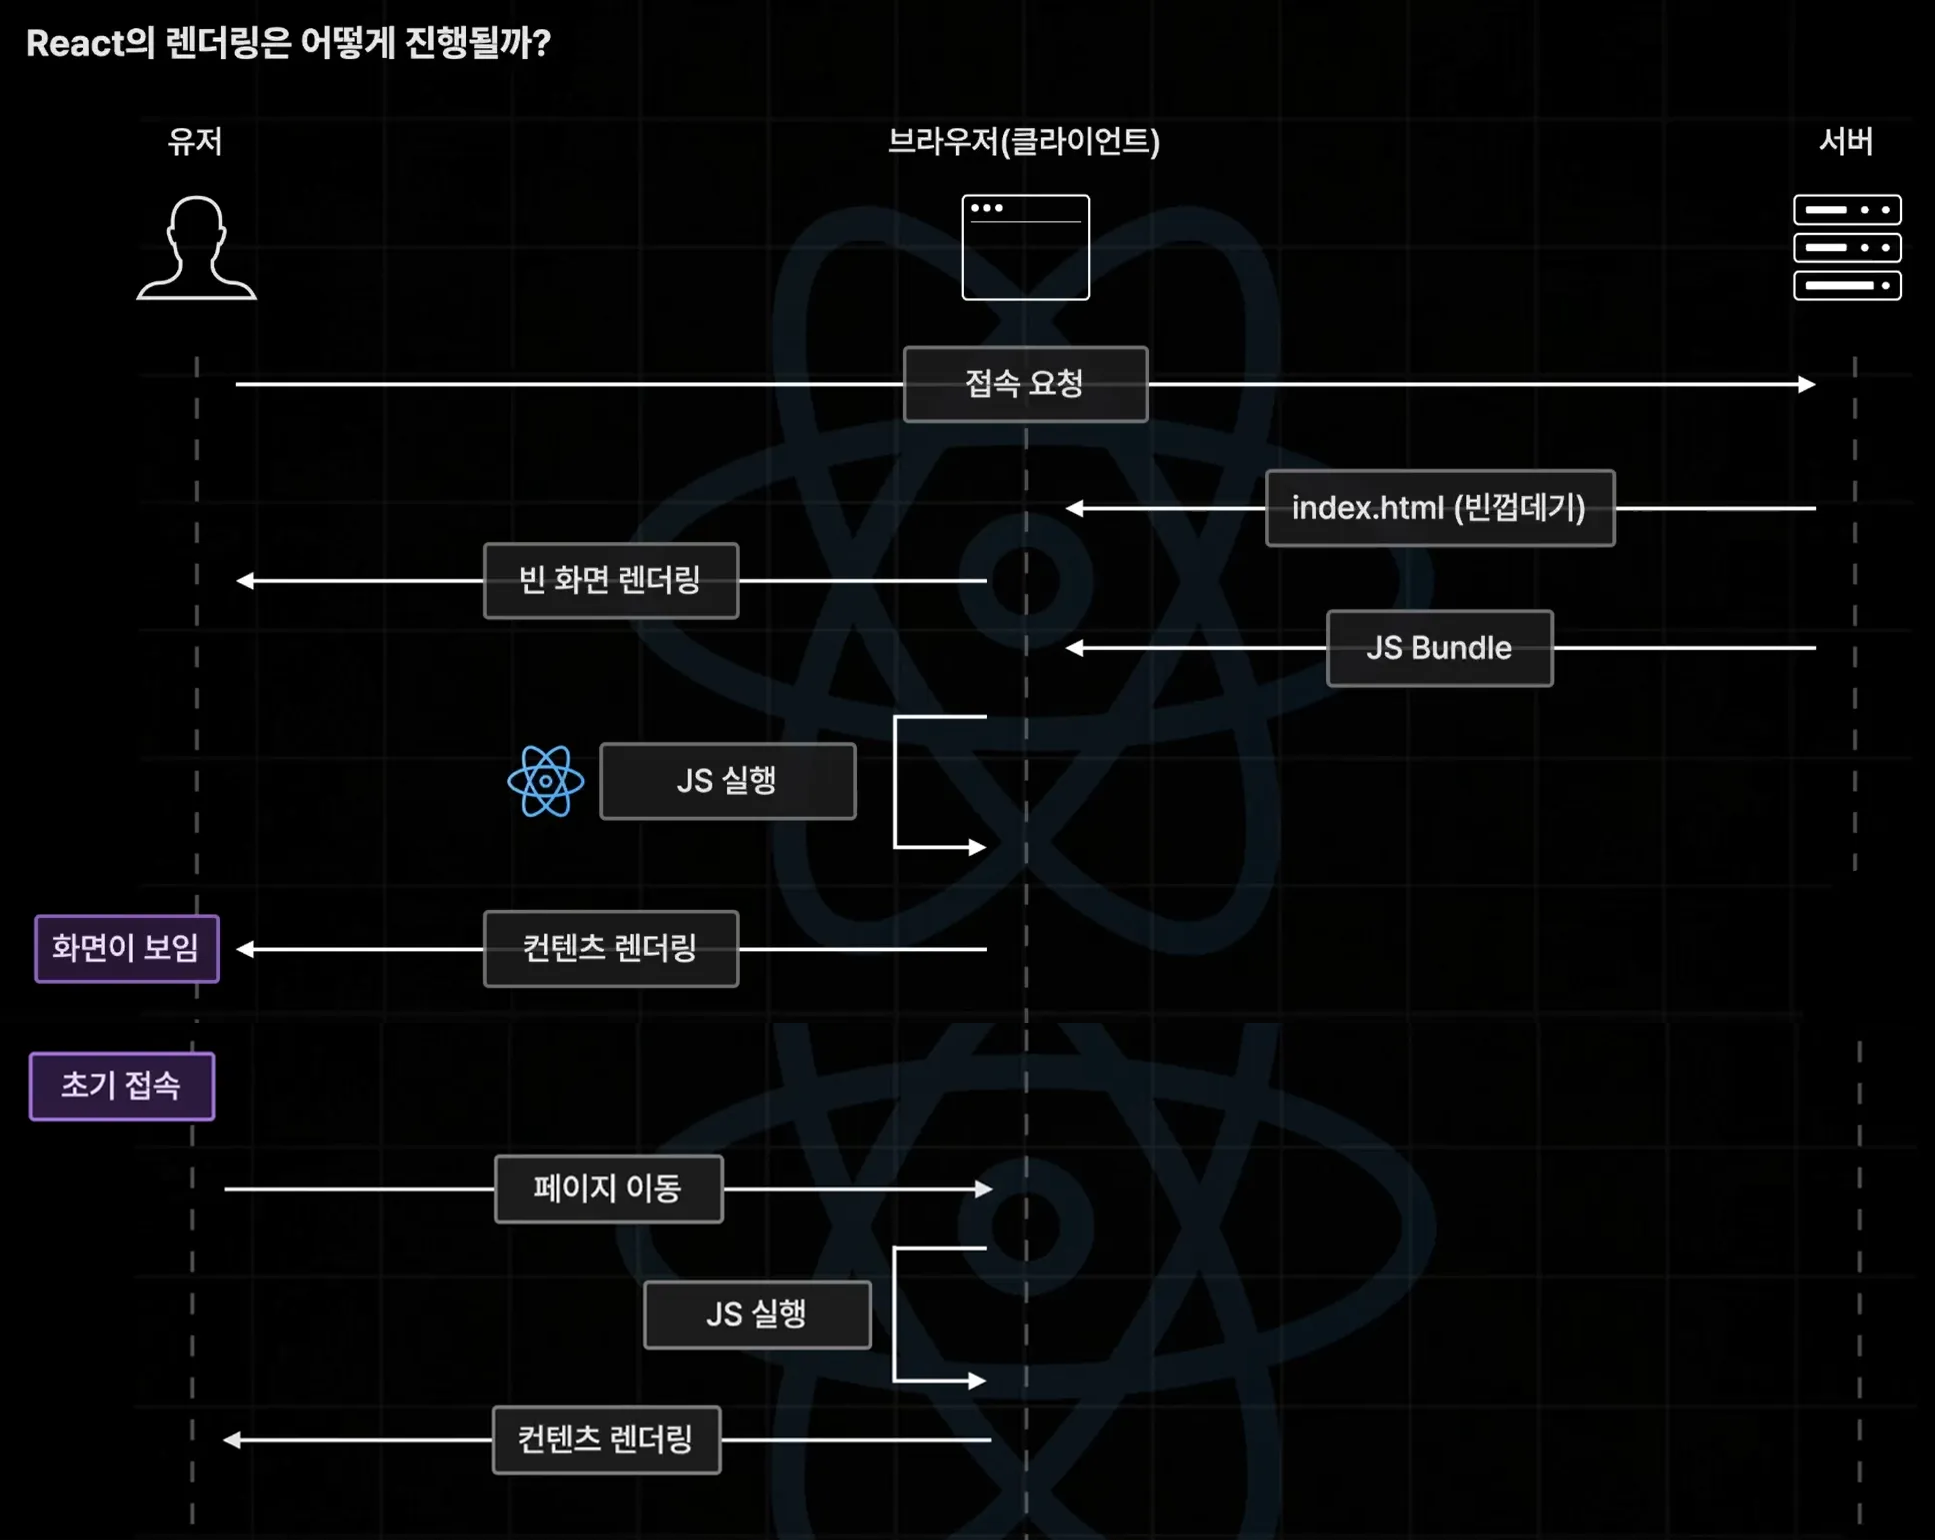 React의 렌더링은 어떻게 진행될까?
유저
브라우저(클라이언트)
서버
접속 요청
index.html (빈껍데기)
빈 화면 렌더링
JS Bundle
JS 실행
화면이 보임
컨텐츠 렌더링
초기 접속
페이지 이동
JS 실행
컨텐츠 렌더링